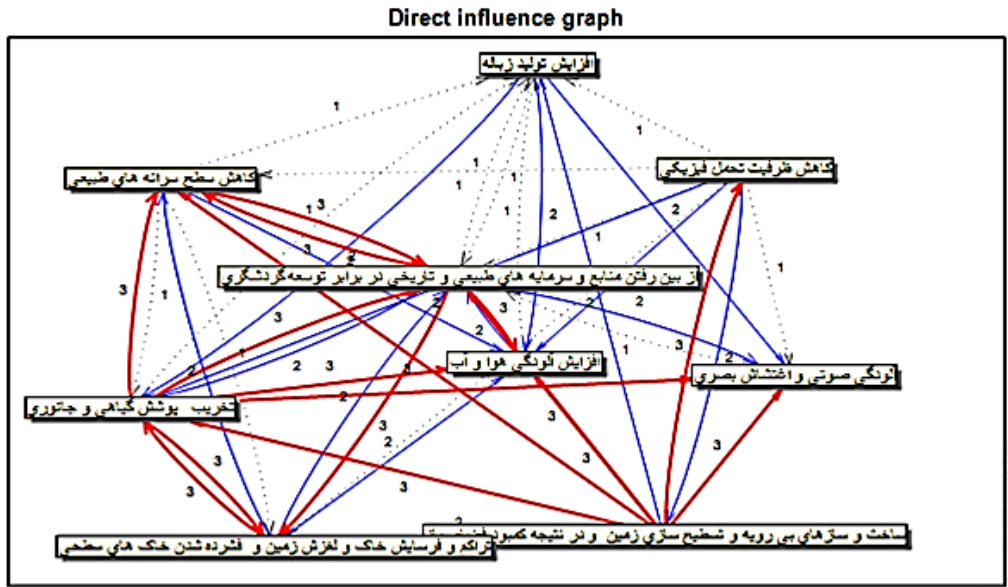 Direct influence graph
افزایش تولید زباله
کاهش سطح سرانه های طبیعی
کاهش ظرفیت تحمل فیزیکی
از بین رفتن منابع و سرمایه های طبیعی و تاریخی در برابر توسعه گردشگری
افزایش آلودگی هوا و آب
آلودگی صوتی و اغتشاش بصری
تخریب پوشش گیاهی و جانوری
ساخت و سازهای بی رویه و تسطیح سازی زمین و در نتیجه کمبود
تراکم و فرسایش خاک و لغزش زمین و فشرده شدن خاک های سطحی